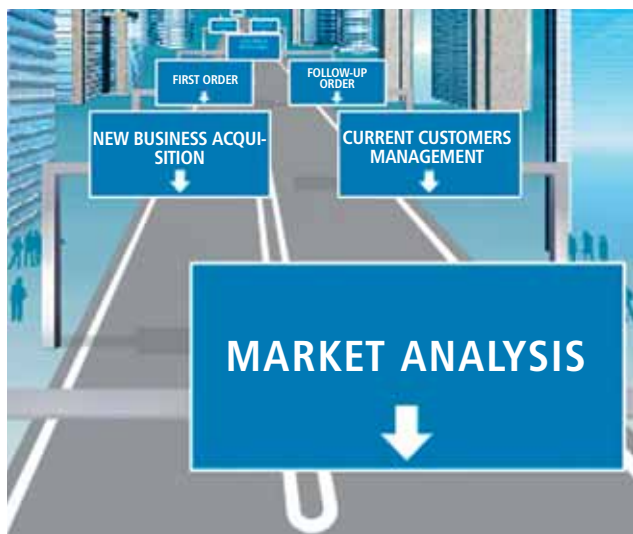 FIRST ORDER
FOLLOW-UP
ORDER
NEW BUSINESS ACQUI-
SITION
CURRENT CUSTOMERS
MANAGEMENT
MARKET ANALYSIS